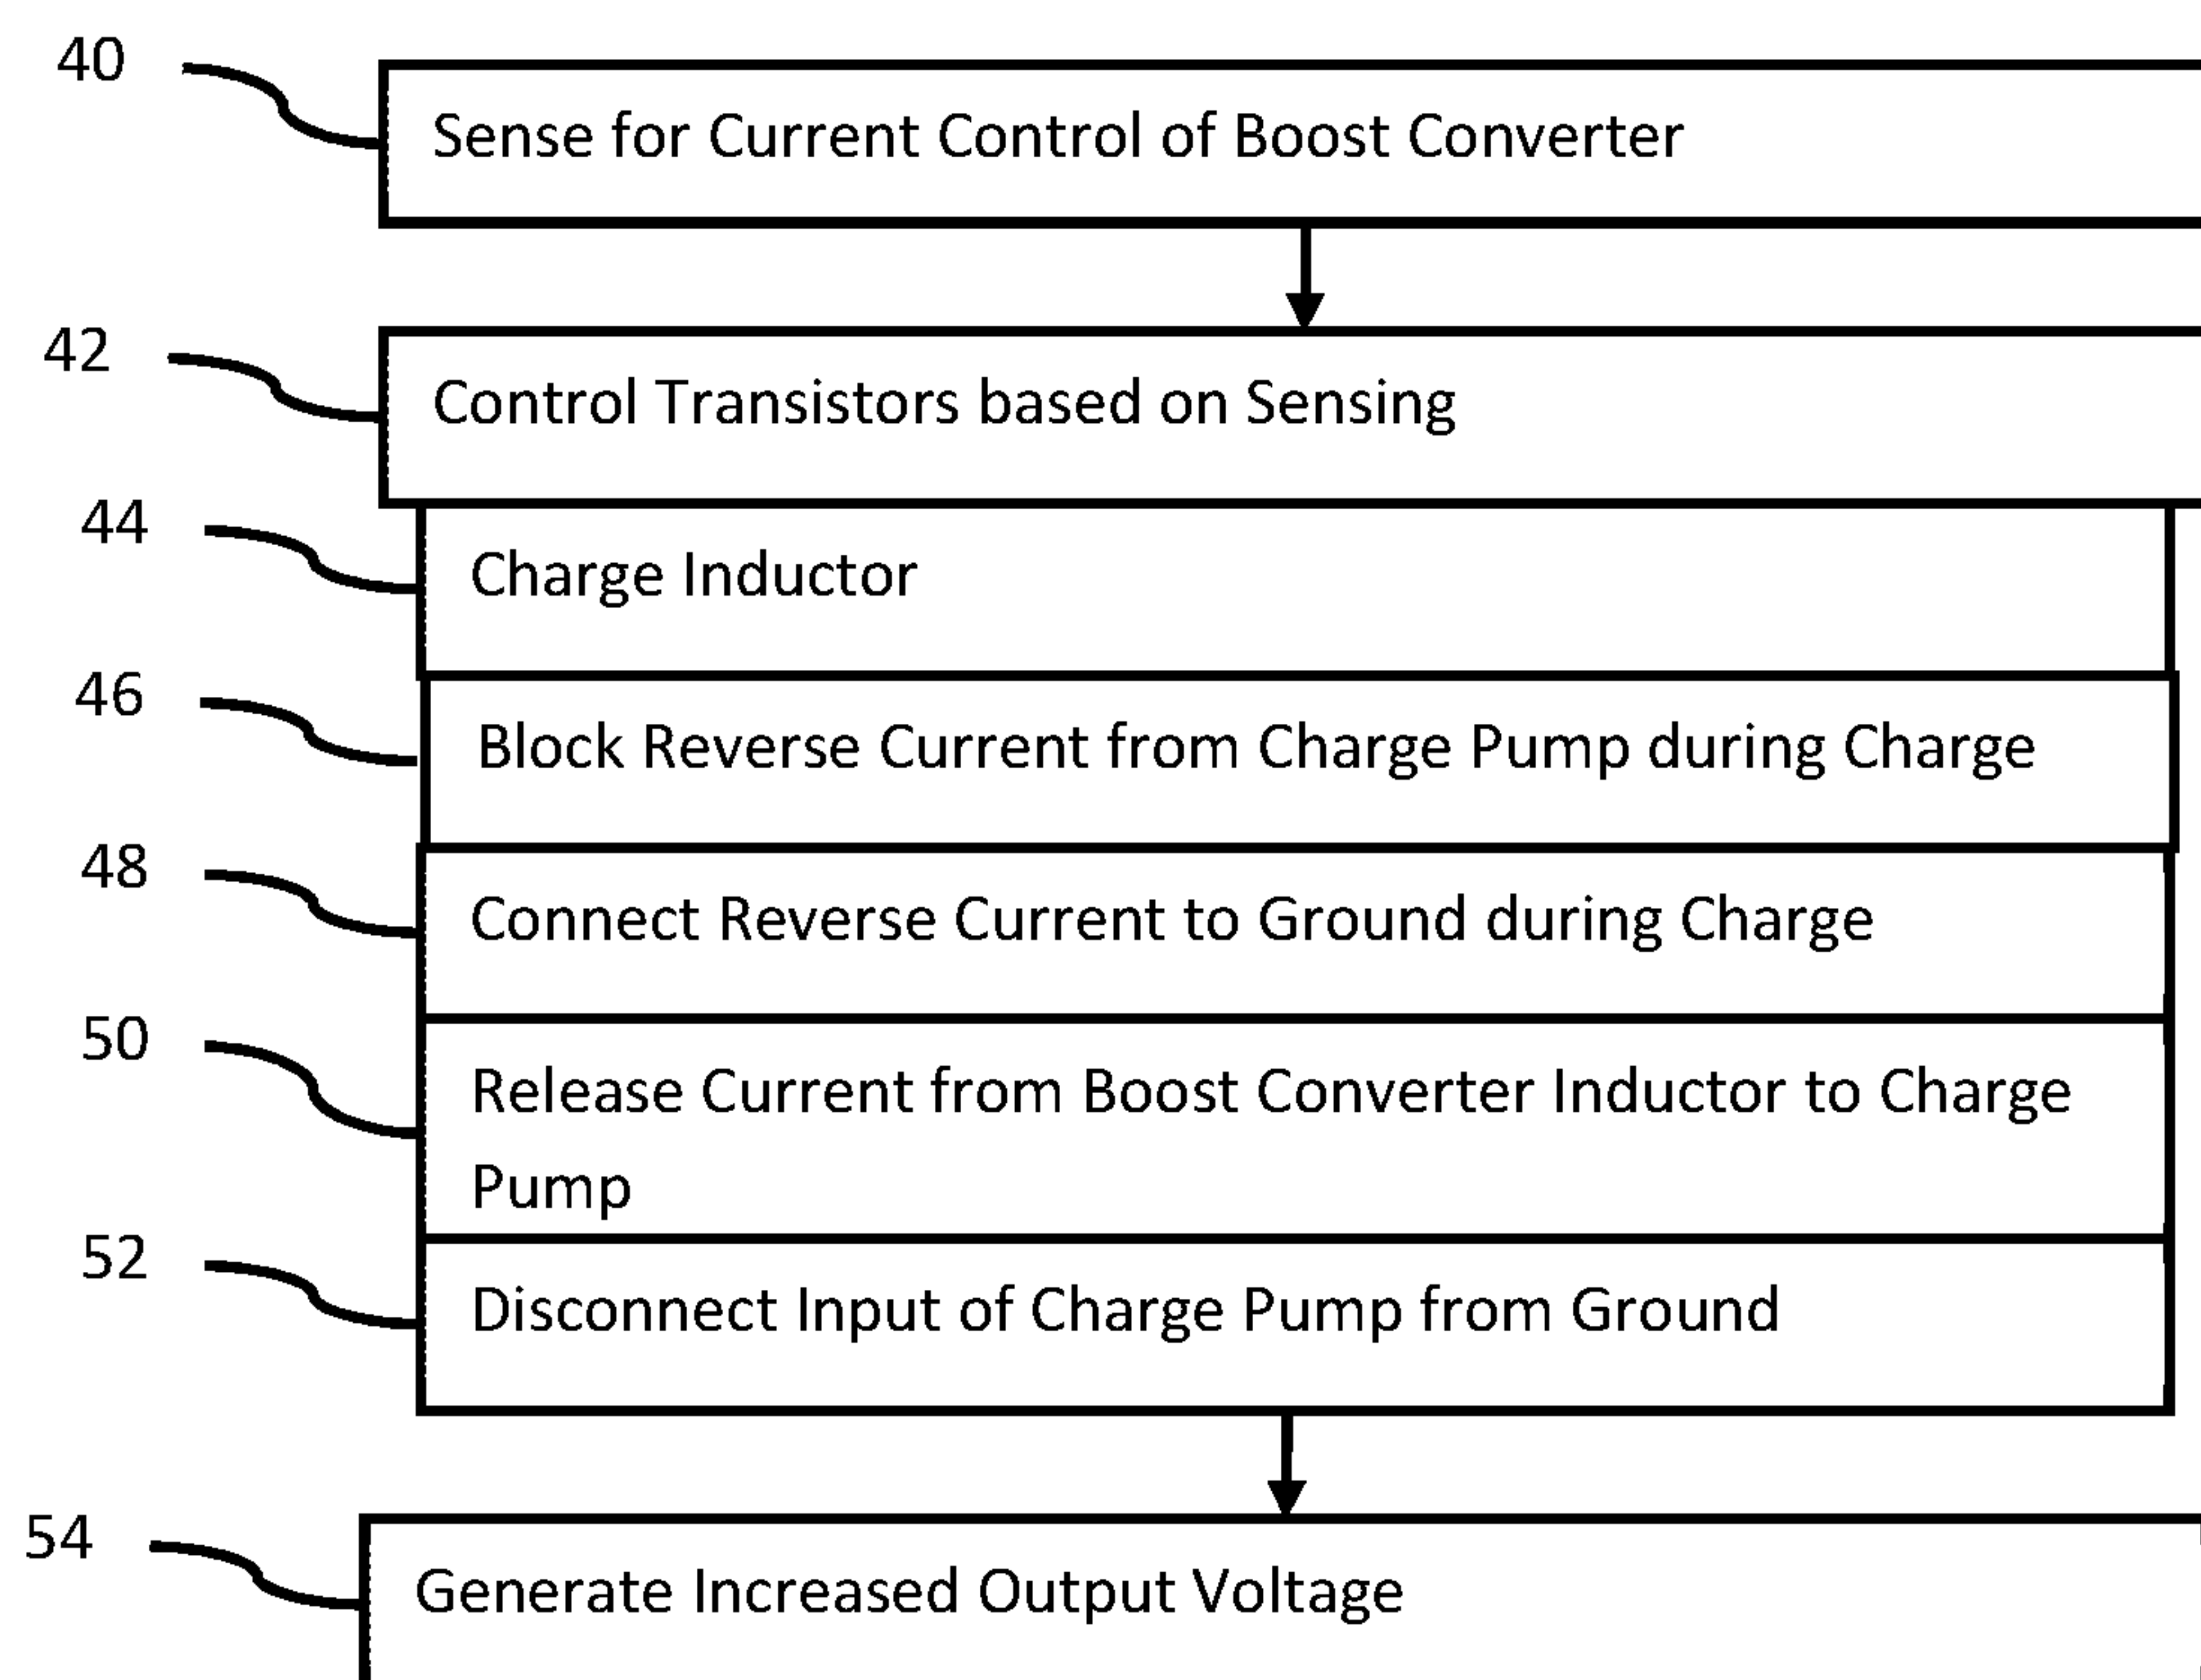 40
Sense for Current Control of Boost Converter
42
Control Transistors based on Sensing
44
Charge Inductor
46
Block Reverse Current from Charge Pump during Charge
48
Connect Reverse Current to Ground during Charge
50
Release Current from Boost Converter Inductor to Charge
Pump
52
Disconnect Input of Charge Pump from Ground
54
Generate Increased Output Voltage